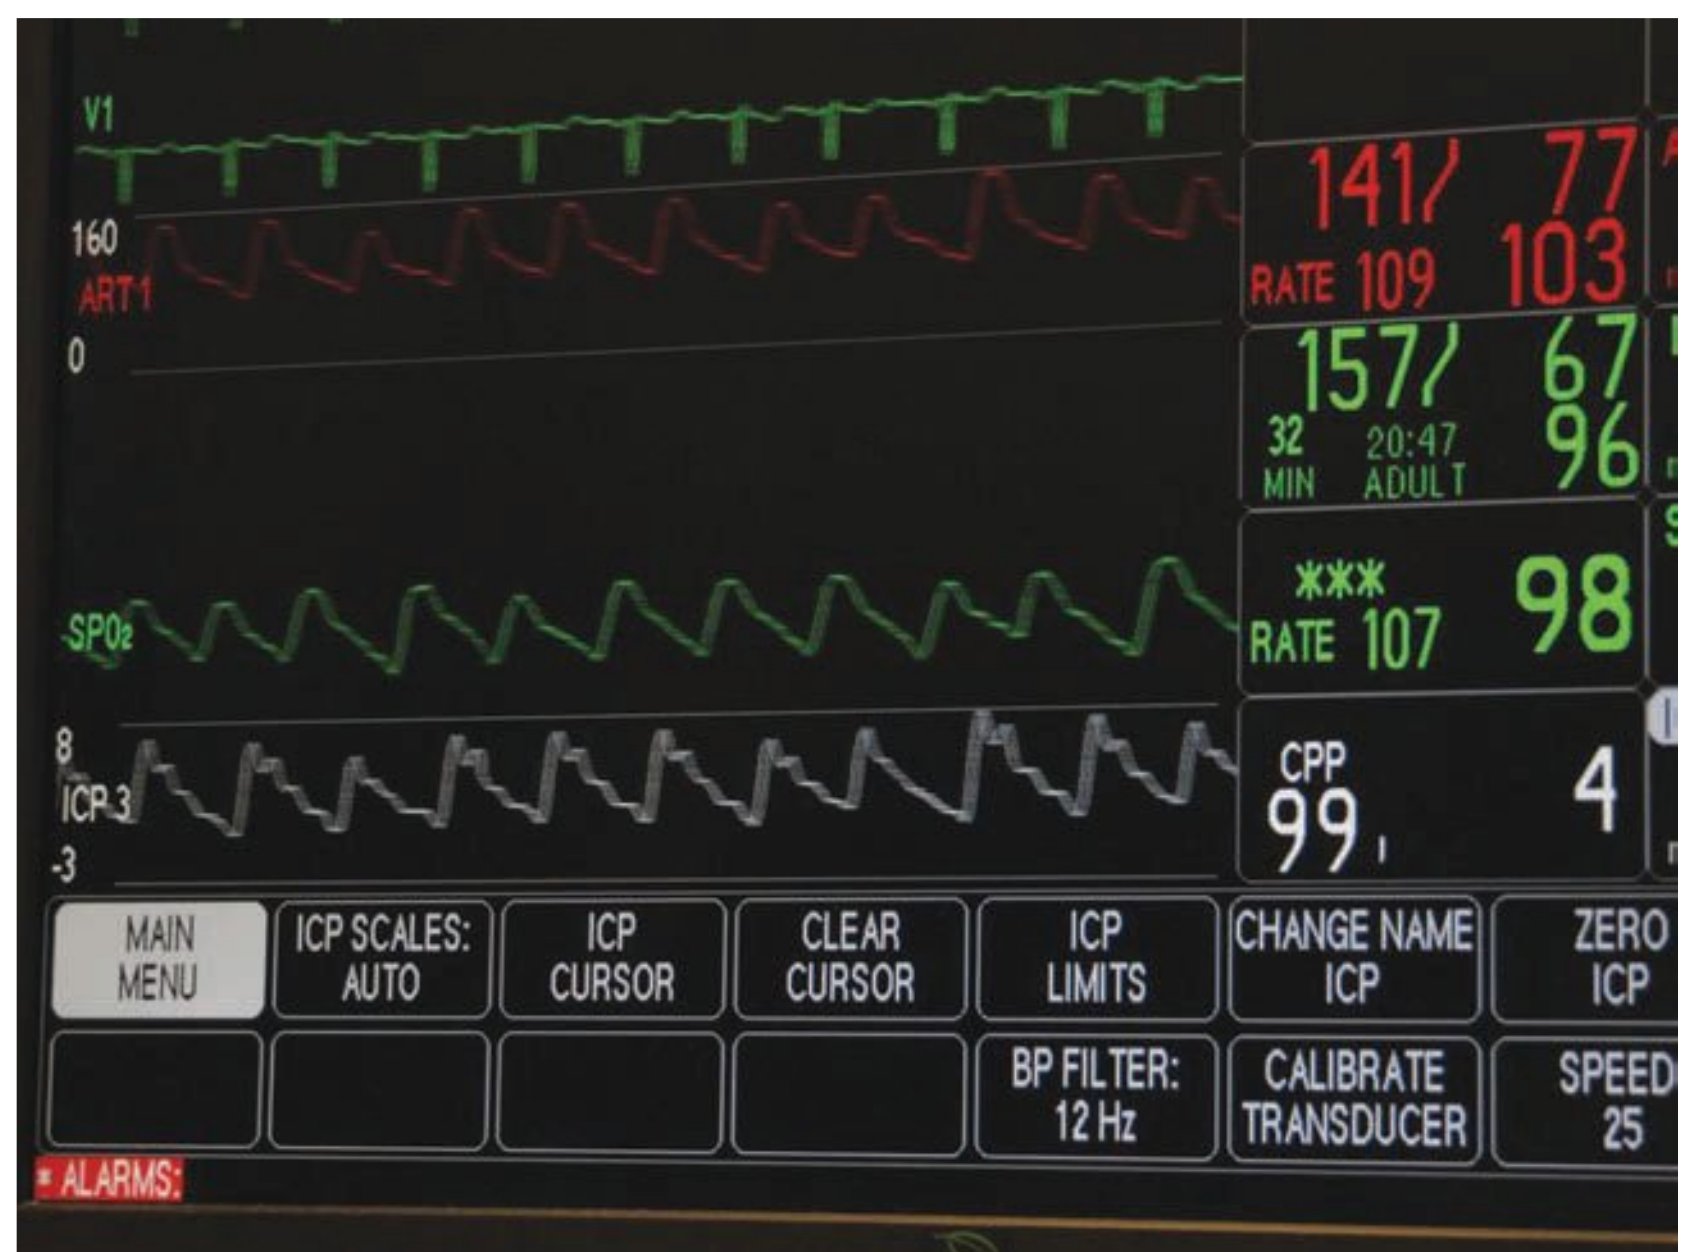 V1
160
ART 1
0
141/ 77
RATE 109 103
157/ 67
32 20:47 96
MIN ADULT
SPO₂
***
98
RATE 107
8
ICP 3
-3
CPP
99 4
MAIN MENU
ICP SCALES: AUTO
ICP CURSOR
CLEAR CURSOR
ICP LIMITS
CHANGE NAME ICP
ZERO ICP
BP FILTER: 12 Hz
CALIBRATE TRANSDUCER
SPEED 25
* ALARMS: